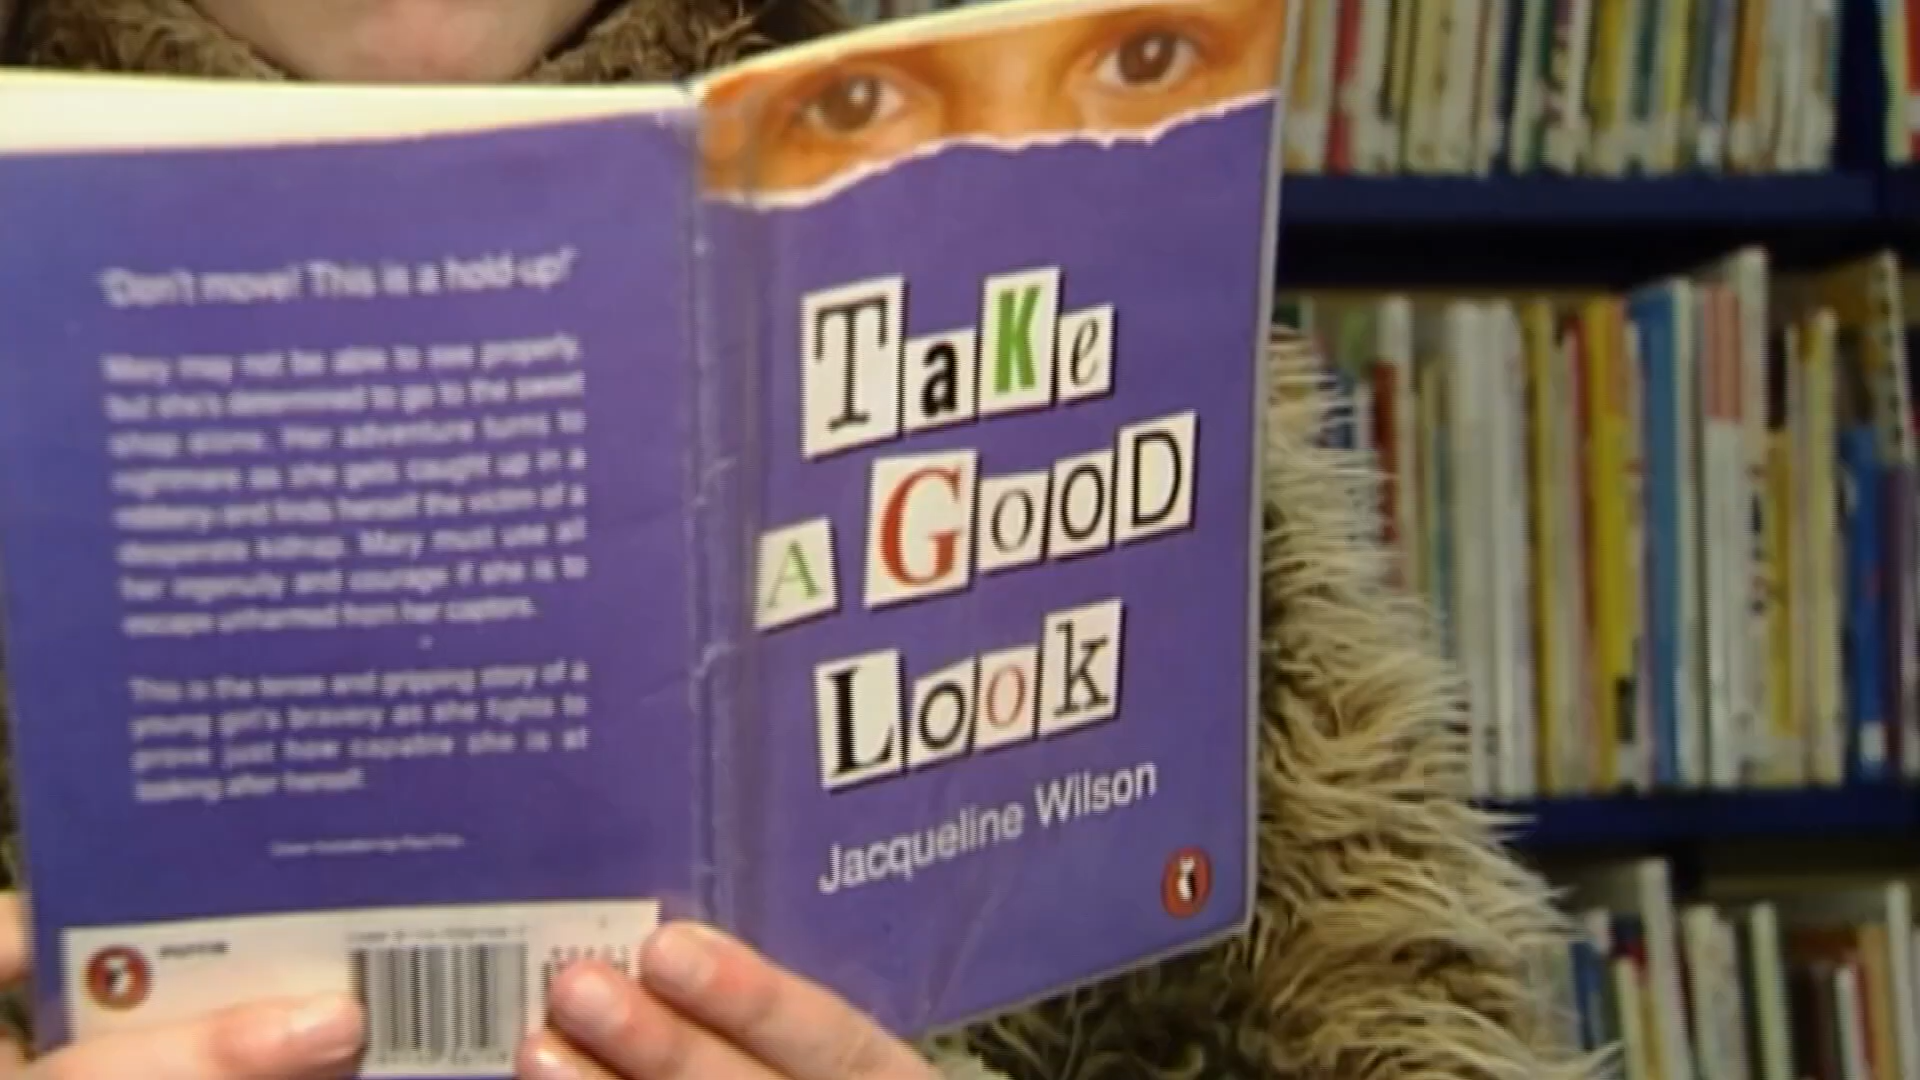 "Don't move! This is a hold-up!"
Mary may not be able to see properly,
but she's determined to go to the sweet
shop alone. Her adventure turns to
nightmare as she gets caught up in a
robbery and finds herself the victim of a
desperate kidnap. Mary must use all
her ingenuity and courage if she is to
escape unharmed from her captors.
This is the tense and gripping story of a
young girl's bravery as she fights to
prove just how capable she is at
looking after herself.
Take
A GooD
Look
Jacqueline Wilson